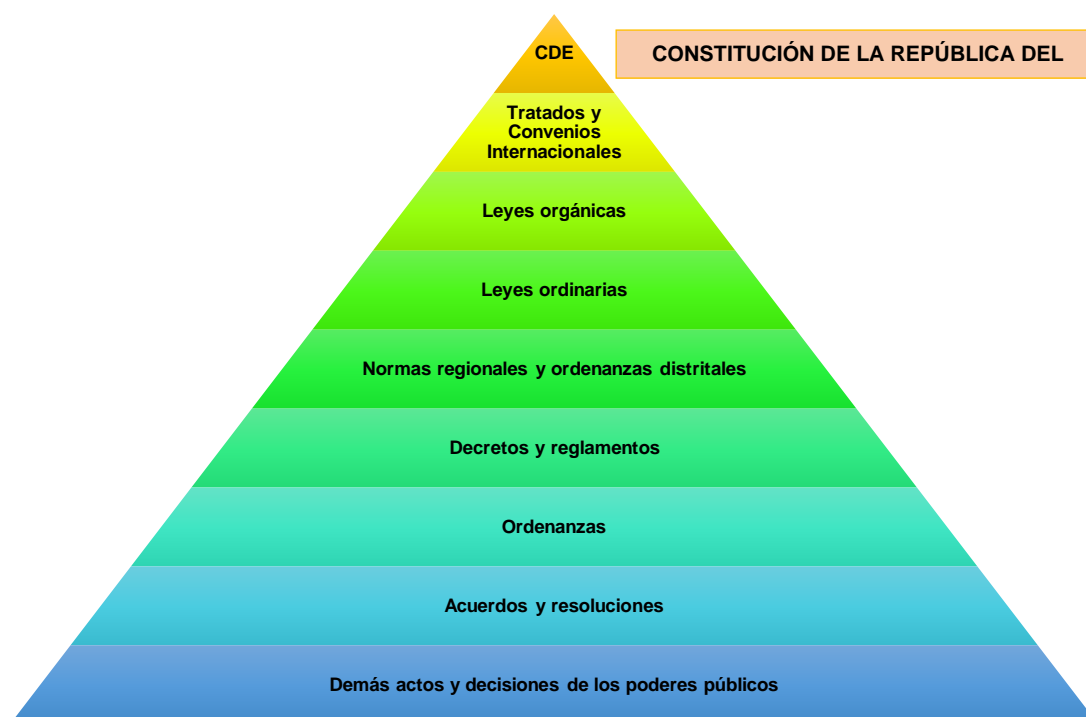 CDE
CONSTITUCIÓN DE LA REPÚBLICA DEL
Tratados y
Convenios
Internacionales
Leyes orgánicas
Leyes ordinarias
Normas regionales y ordenanzas distritales
Decretos y reglamentos
Ordenanzas
Acuerdos y resoluciones
Demás actos y decisiones de los poderes públicos